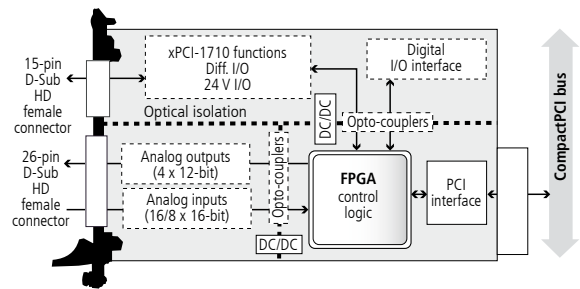 15-pin
D-Sub
HD
female
connector
xPCI-1710 functions
Diff. I/O
24 V I/O
Digital
I/O interface
Optical isolation
DC/DC
Opto-couplers
26-pin
D-Sub
HD
female
connector
Analog outputs
(4 x 12-bit)
Analog inputs
(16/8 x 16-bit)
Opto-couplers
DC/DC
FPGA
control
logic
PCI
interface
CompactPCI bus